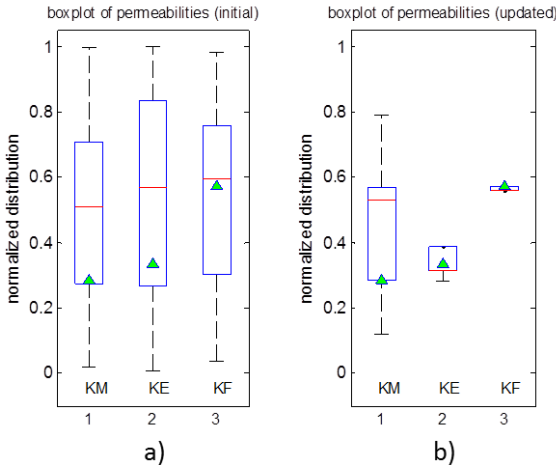 boxplot of permeabilities (initial)
normalized distribution
1
0.8
0.6
0.4
0.2
0
KM KE KF
1 2 3
a)
boxplot of permeabilities (updated)
normalized distribution
1
0.8
0.6
0.4
0.2
0
KM KE KF
1 2 3
b)